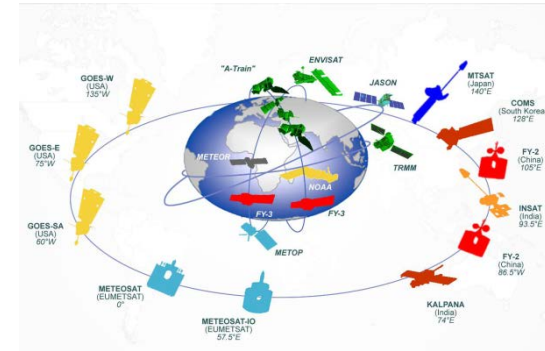 "A-Train"
ENVISAT
JASON
MTSAT
(Japan)
140°E
GOES-W
(USA)
135°W
COMS
(South Korea)
128°E
GOES-E
(USA)
75°W
FY-2
(China)
105°E
METEOR
TRMM
NOAA
INSAT
(India)
93.5°E
GOES-SA
(USA)
60°W
FY-3
FY-3
METOP
FY-2
(China)
86.5°W
METEOSAT
(EUMETSAT)
0°
METEOSAT-IO
(EUMETSAT)
57.5°E
KALPANA
(India)
74°E